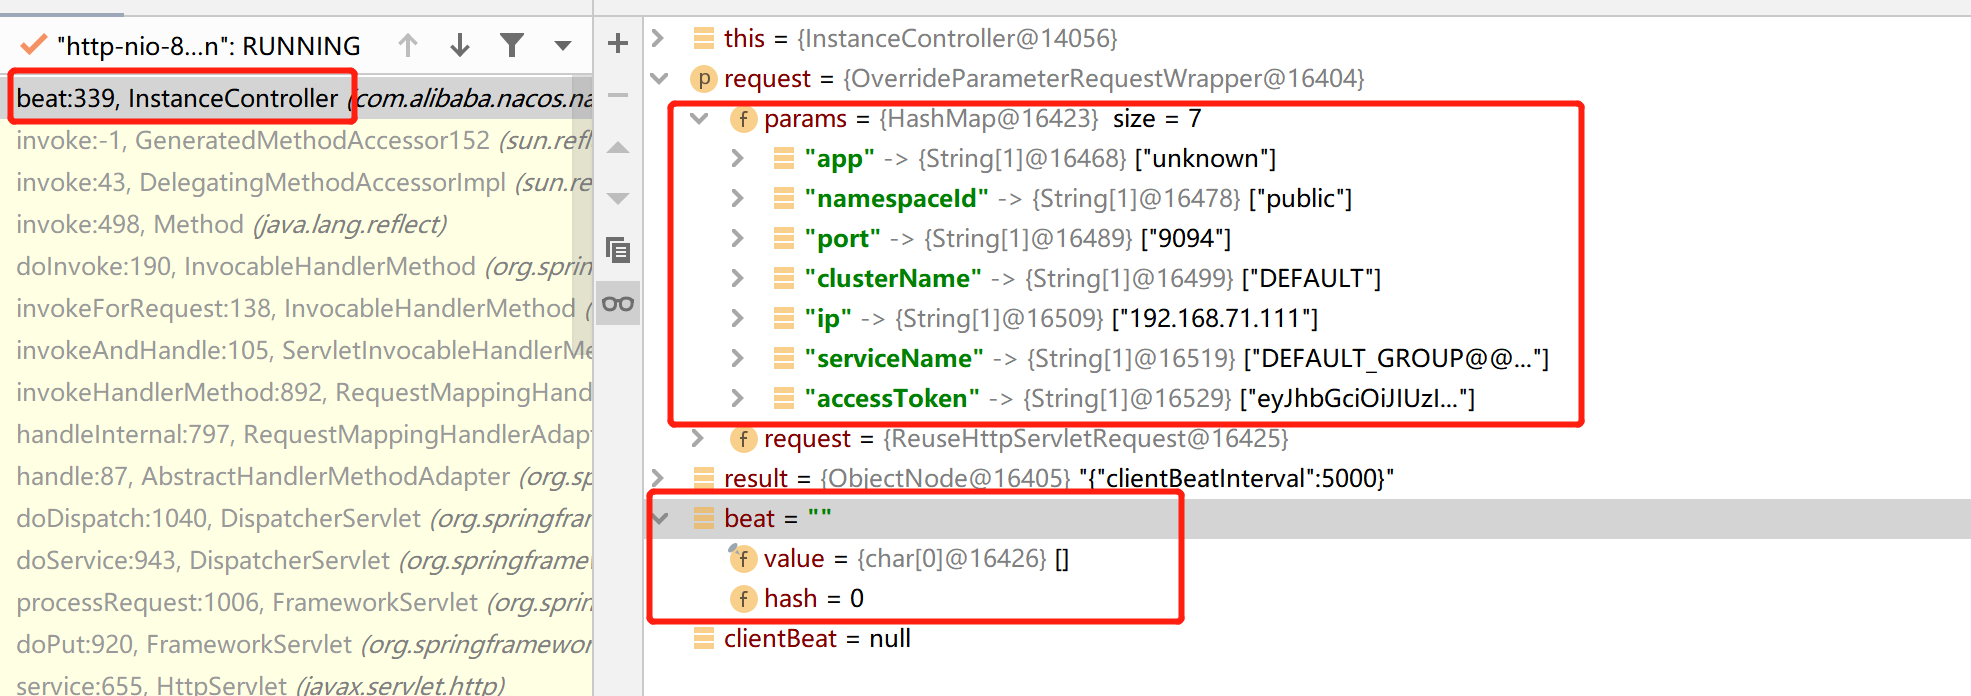 "http-nio-8...n": RUNNING
beat:339, InstanceController (com.alibaba.nacos.na
invoke:-1, GeneratedMethodAccessor152 (sun.refl
invoke:43, DelegatingMethodAccessorImpl (sun.re
invoke:498, Method (java.lang.reflect)
doInvoke:190, InvocableHandlerMethod (org.sprin
invokeForRequest:138, InvocableHandlerMethod (
invokeAndHandle:105, ServletInvocableHandlerMe
invokeHandlerMethod:892, RequestMappingHand
handleInternal:797, RequestMappingHandlerAdapt
handle:87, AbstractHandlerMethodAdapter (org.sp
doDispatch:1040, DispatcherServlet (org.springfran
doService:943, DispatcherServlet (org.springframe
processRequest:1006, FrameworkServlet (org.sprin
doPut:920, FrameworkServlet (org.springframewor
service:655, HttpServlet (javax.servlet.http)
this = {InstanceController@14056}
p request = {OverrideParameterRequestWrapper@16404}
f params = {HashMap@16423} size = 7
"app" -> {String[1]@16468} ["unknown"]
"namespaceId" -> {String[1]@16478} ["public"]
"port" -> {String[1]@16489} ["9094"]
"clusterName" -> {String[1]@16499} ["DEFAULT"]
"ip" -> {String[1]@16509} ["192.168.71.111"]
"serviceName" -> {String[1]@16519} ["DEFAULT_GROUP@@..."]
"accessToken" -> {String[1]@16529} ["eyJhbGciOiJIUzI..."]
f request = {ReuseHttpServletRequest@16425}
result = {ObjectNode@16405} "{"clientBeatInterval":5000}"
beat = ""
f value = {char[0]@16426} []
f hash = 0
clientBeat = null